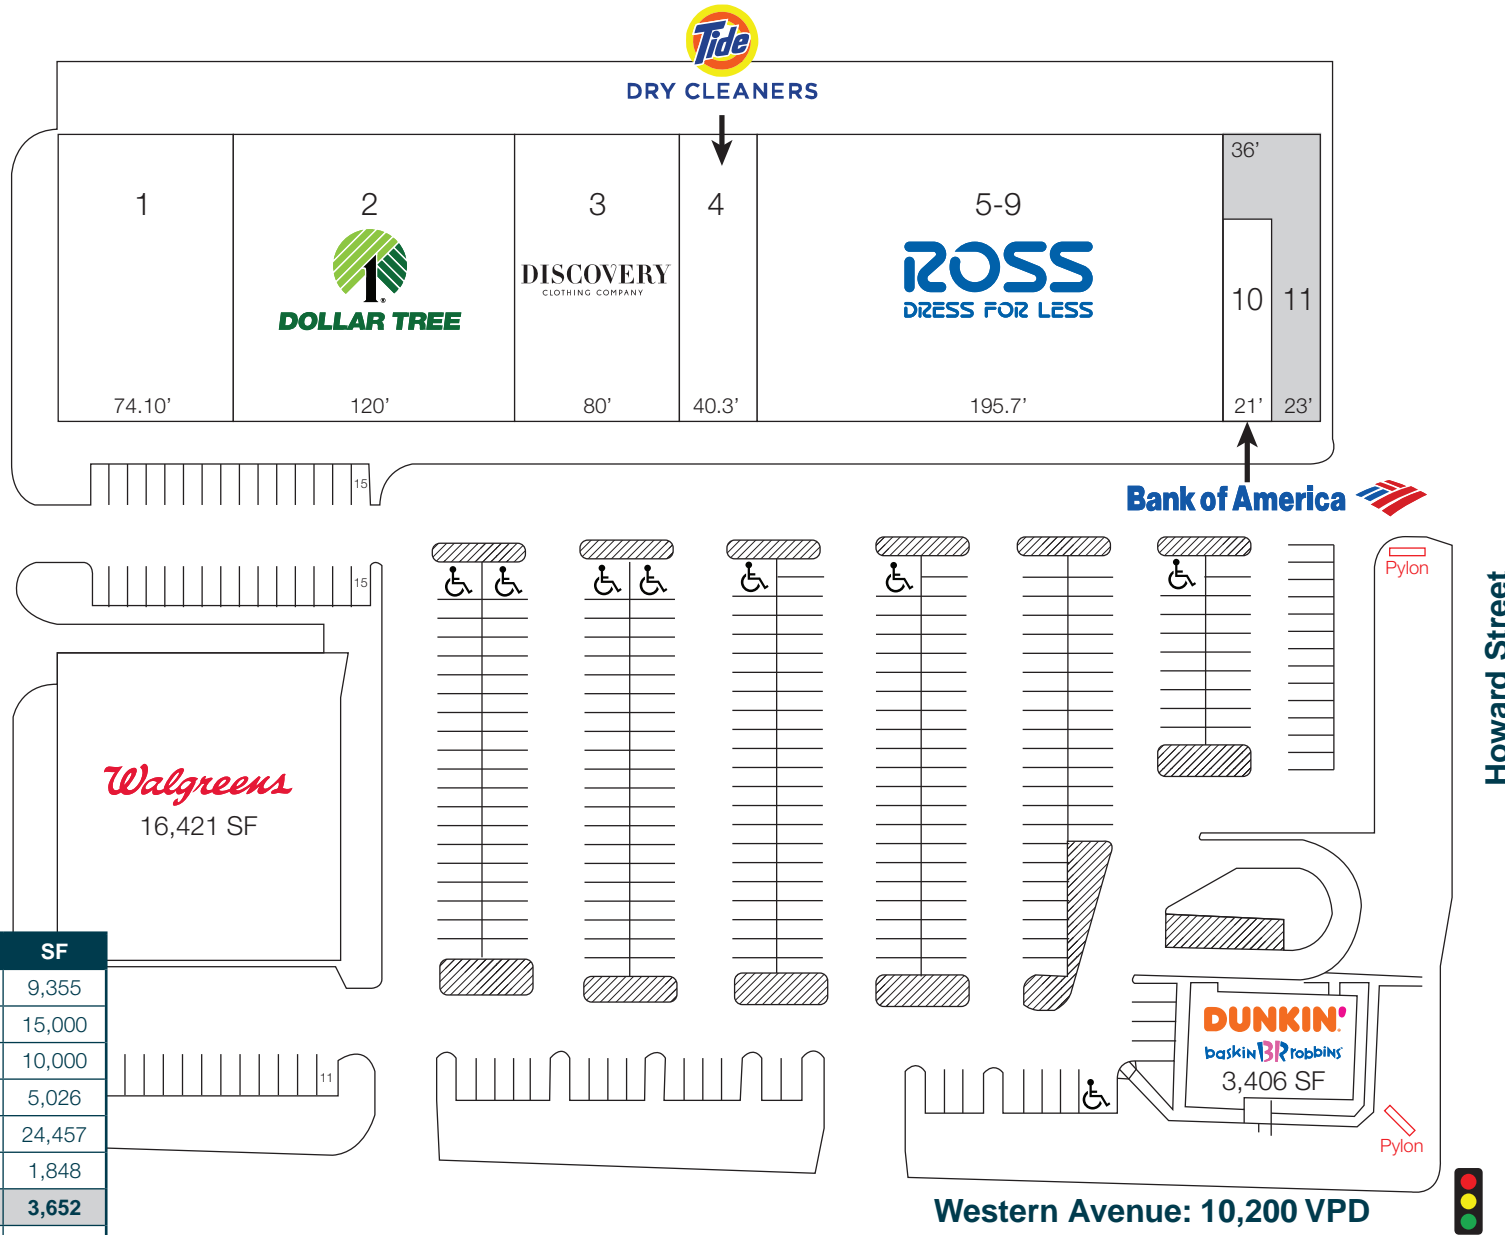 Tide
DRY CLEANERS
36'
1
2
3
4
5-9
DISCOVERY
CLOTHING COMPANY
ROSS
DRESS FOR LESS
1
DOLLAR TREE
10
11
74.10'
120'
80'
40.3'
195.7'
21'
23'
15
Bank of America
Pylon
15
Howard Street
Walgreens
16,421 SF
SF
9,355
15,000
10,000
5,026
24,457
1,848
3,652
11
DUNKIN'
baskin BR robbins
3,406 SF
Pylon
Western Avenue: 10,200 VPD